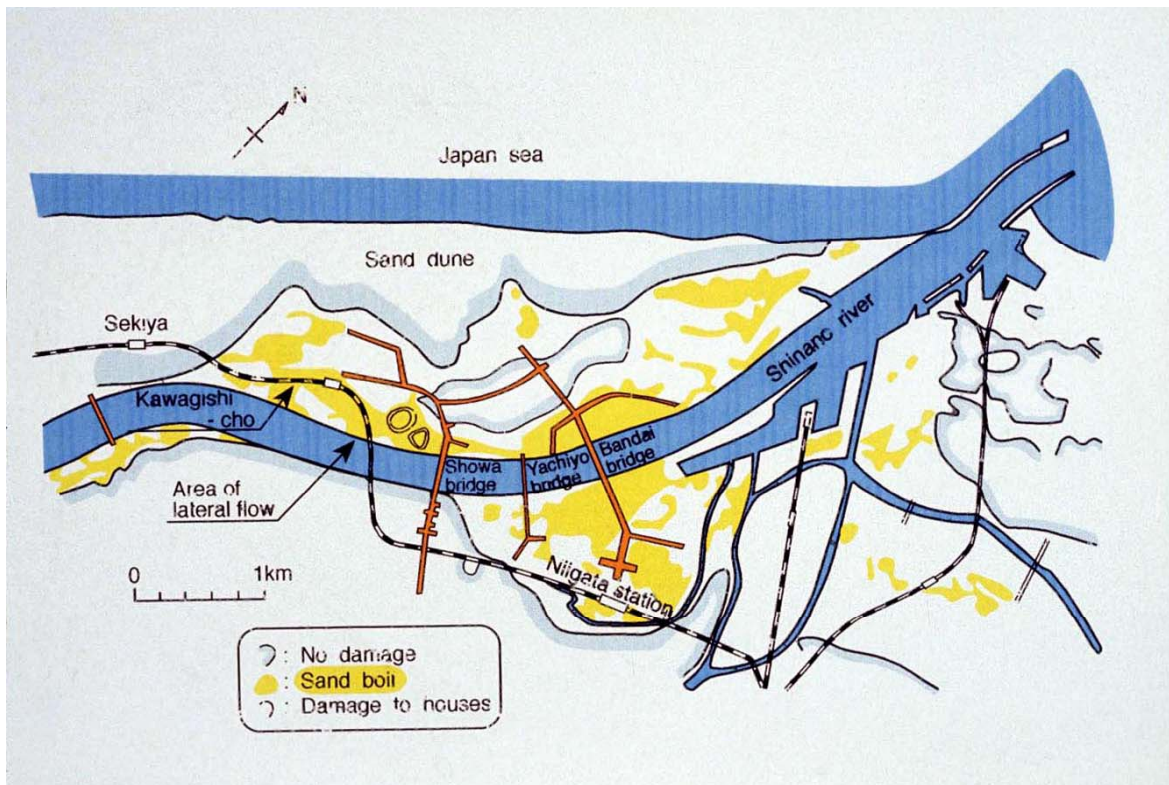 N
Japan sea
Sand dune
Sekiya
Kawagishi
- cho
Shinano river
Showa
bridge
Yachiyo
bridge
Bandai
bridge
Area of
lateral flow
0 1km
Niigata station
: No damage
: Sand boil
: Damage to houses